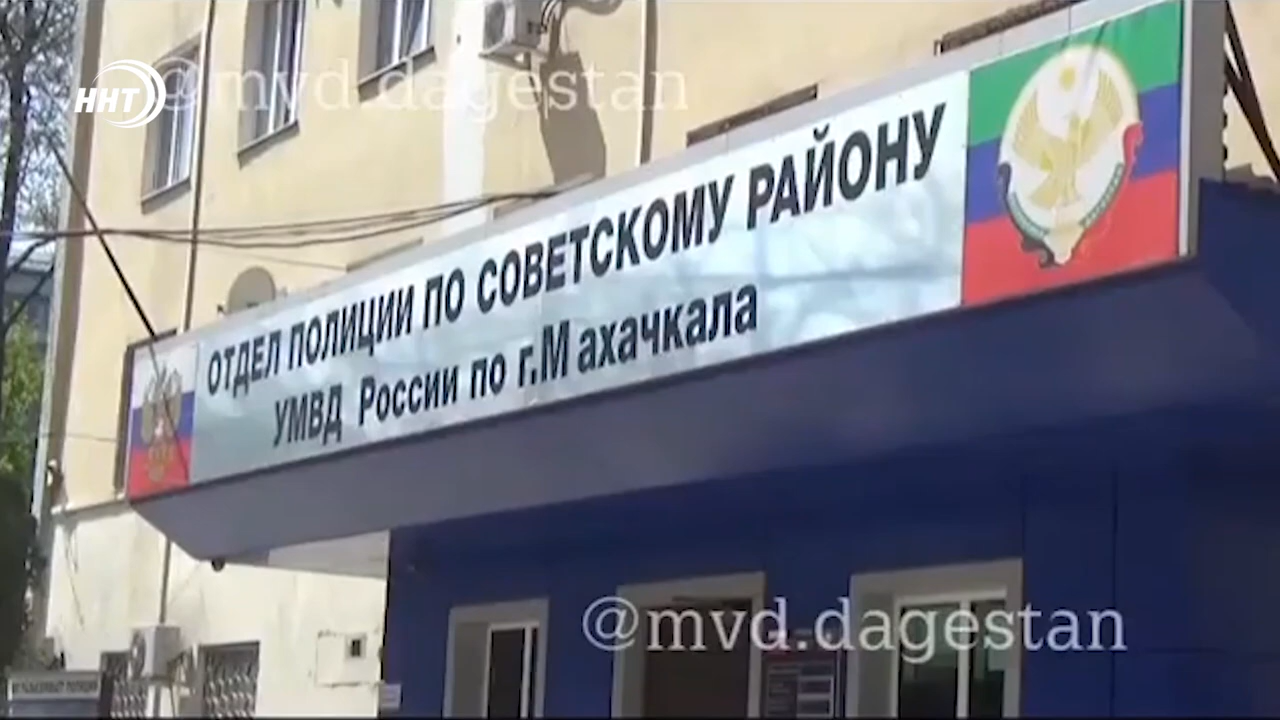 ННТ
@mvd.dagestan
ОТДЕЛ ПОЛИЦИИ ПО СОВЕТСКОМУ РАЙОНУ
УМВД России по г.Махачкала
@mvd.dagestan